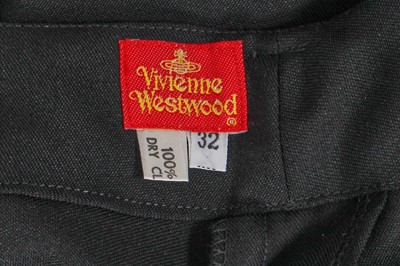 Vivienne
Westwood
®
32
100%
DRY CL